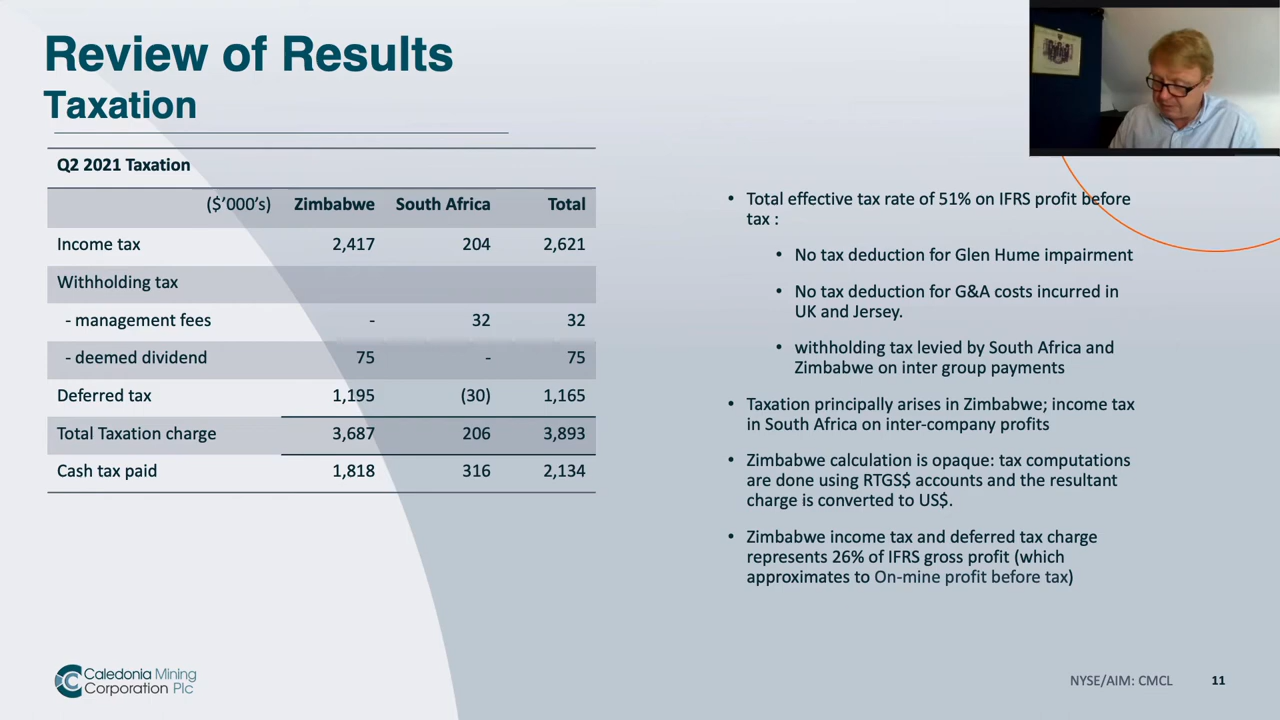 Review of Results
Taxation
Q2 2021 Taxation
($'000's) Zimbabwe South Africa Total
Income tax 2,417 204 2,621
Withholding tax
- management fees - 32 32
- deemed dividend 75 - 75
Deferred tax 1,195 (30) 1,165
Total Taxation charge 3,687 206 3,893
Cash tax paid 1,818 316 2,134
• Total effective tax rate of 51% on IFRS profit before
tax :
• No tax deduction for Glen Hume impairment
• No tax deduction for G&A costs incurred in
UK and Jersey.
• withholding tax levied by South Africa and
Zimbabwe on inter group payments
• Taxation principally arises in Zimbabwe; income tax
in South Africa on inter-company profits
• Zimbabwe calculation is opaque: tax computations
are done using RTGS$ accounts and the resultant
charge is converted to US$.
• Zimbabwe income tax and deferred tax charge
represents 26% of IFRS gross profit (which
approximates to On-mine profit before tax)
Caledonia Mining
Corporation Plc
NYSE/AIM: CMCL 11